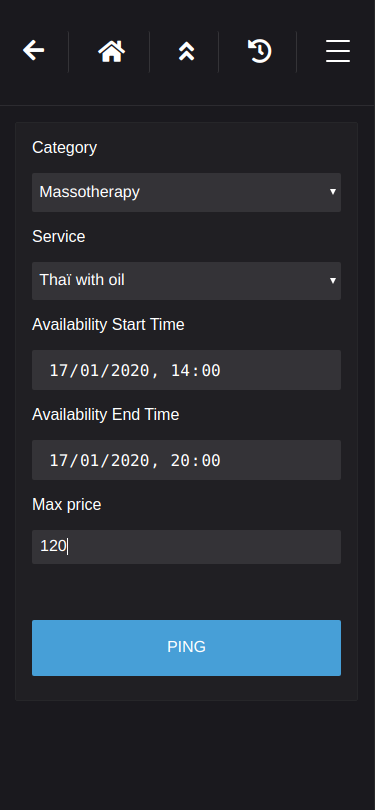 Category
Massotherapy
Service
Thaï with oil
Availability Start Time
17/01/2020, 14:00
Availability End Time
17/01/2020, 20:00
Max price
120
PING